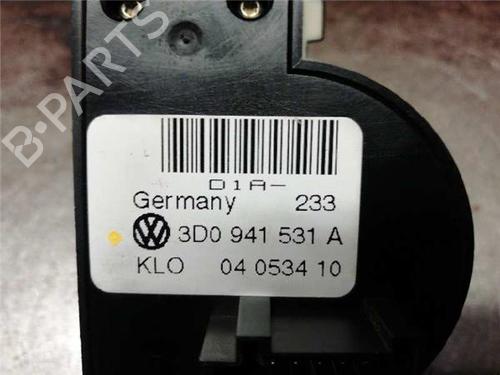 B-PARTS
D1A-
Germany 233
3D0 941 531 A
KLO 04 0534 10